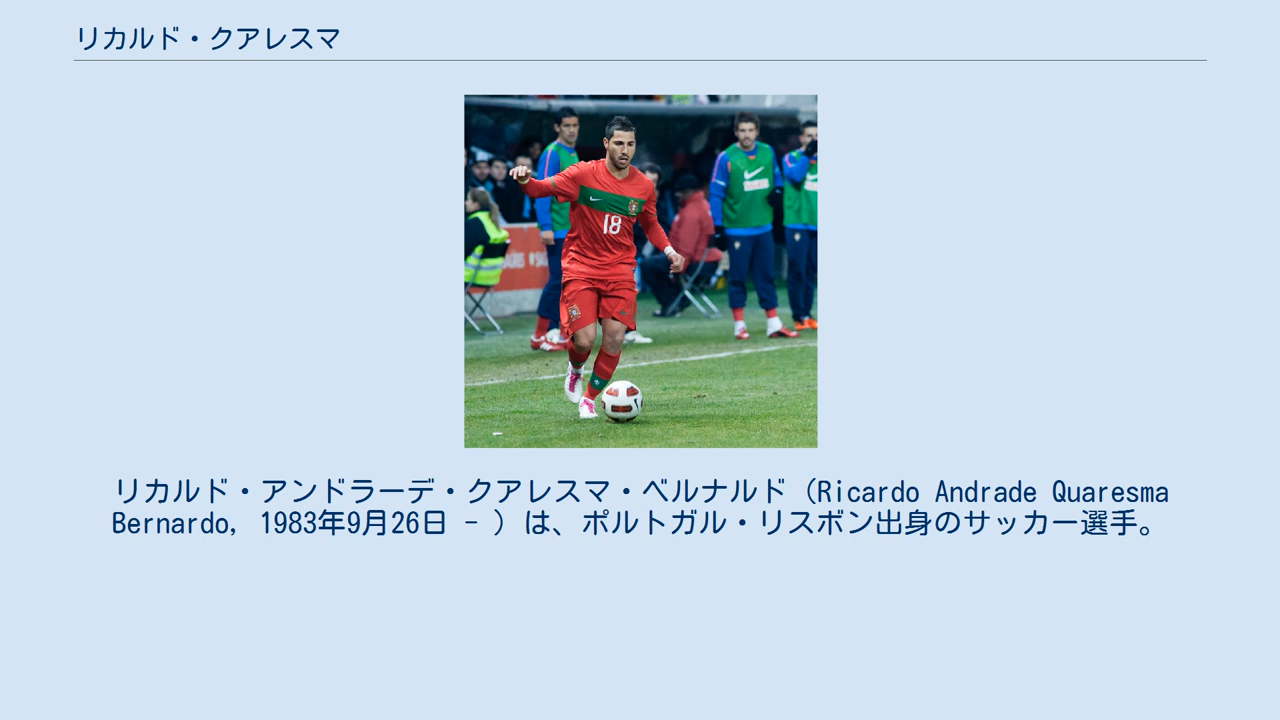 リカルド・クアレスマ
18
リカルド・アンドラーデ・クアレスマ・ベルナルド（Ricardo Andrade Quaresma
Bernardo, 1983年9月26日 - ）は、ポルトガル・リスボン出身のサッカー選手。